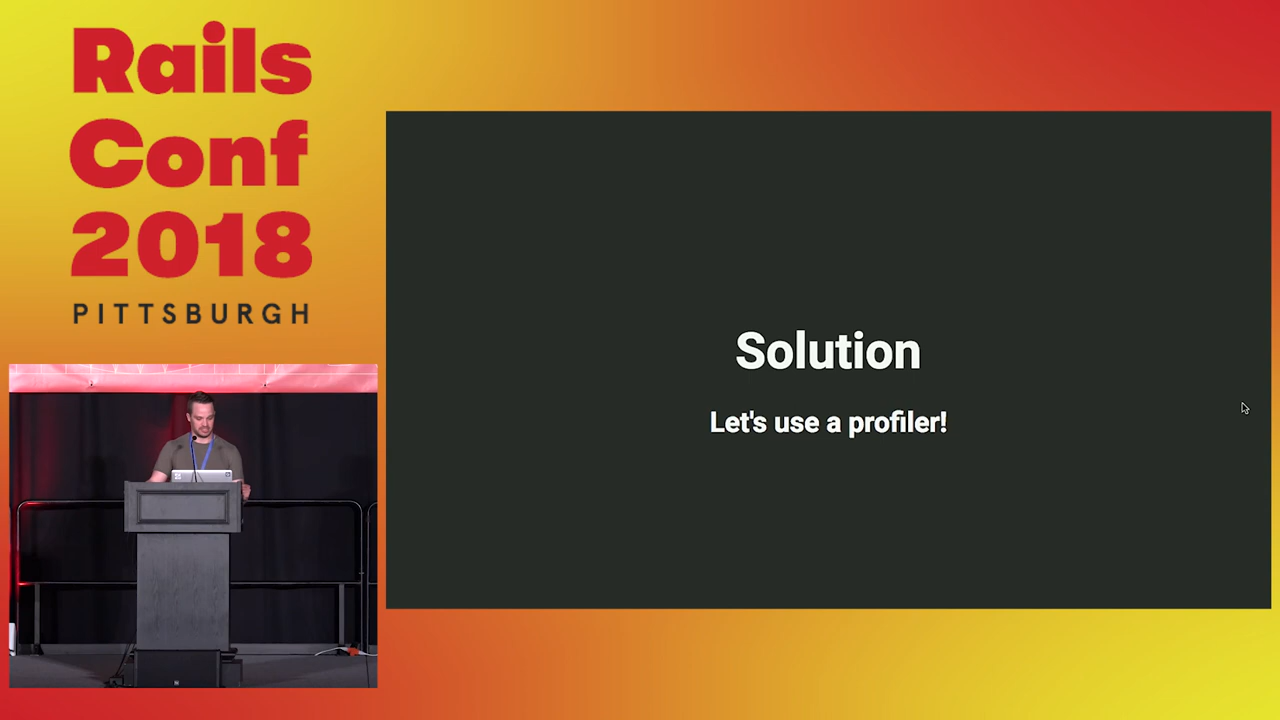 Rails
Conf
2018
PITTSBURGH
Solution
Let's use a profiler!